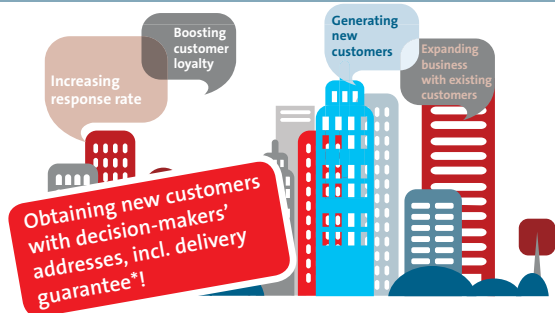 Boosting
customer
loyalty
Generating
new
customers
Increasing
response rate
Expanding
business
with existing
customers
Obtaining new customers
with decision-makers’
addresses, incl. delivery
guarantee*!